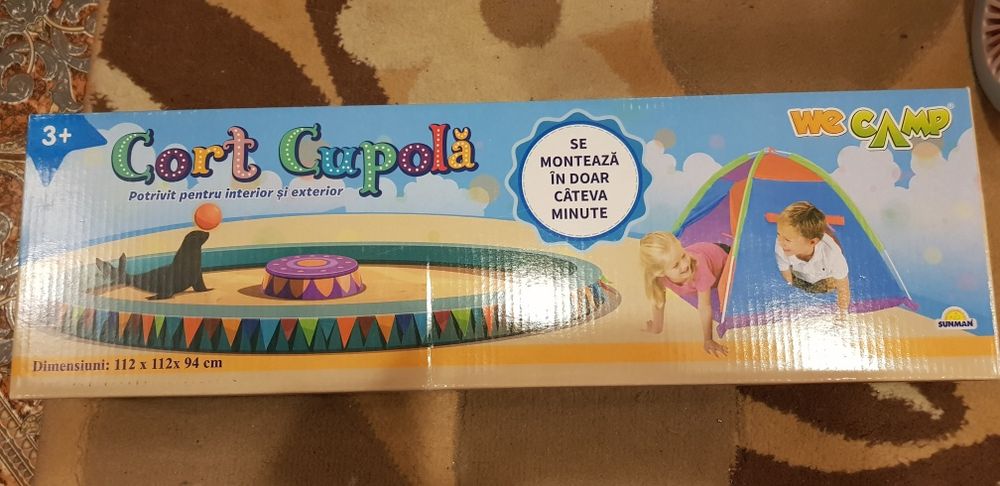 3+
Cort Cupolă
Potrivit pentru interior și exterior
SE
MONTEAZĂ
ÎN DOAR
CÂTEVA
MINUTE
WE CAMP®
SUNMAN
Dimensiuni: 112 x 112x 94 cm